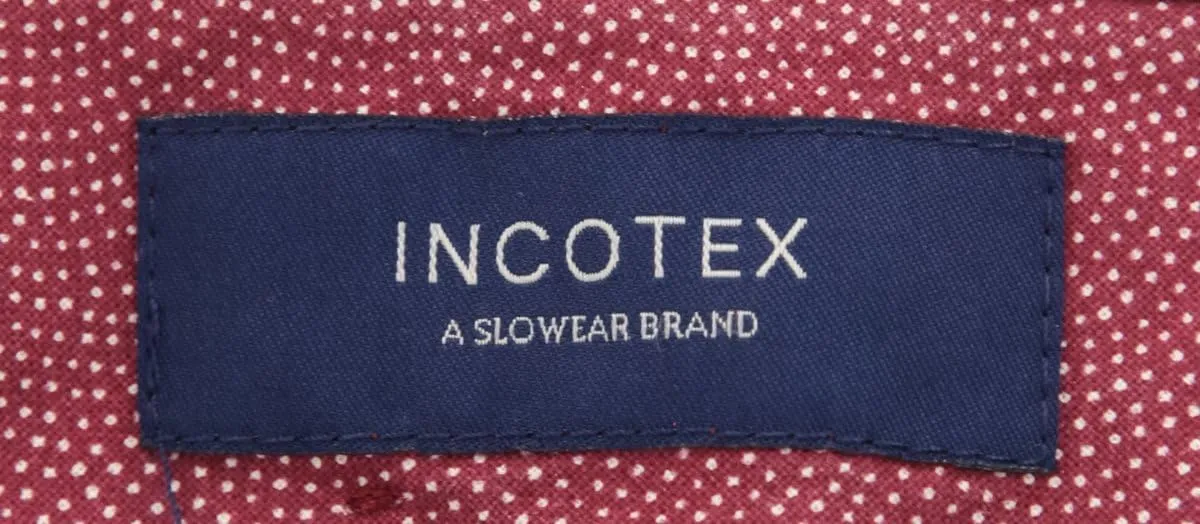 INCOTEX
A SLOWEAR BRAND